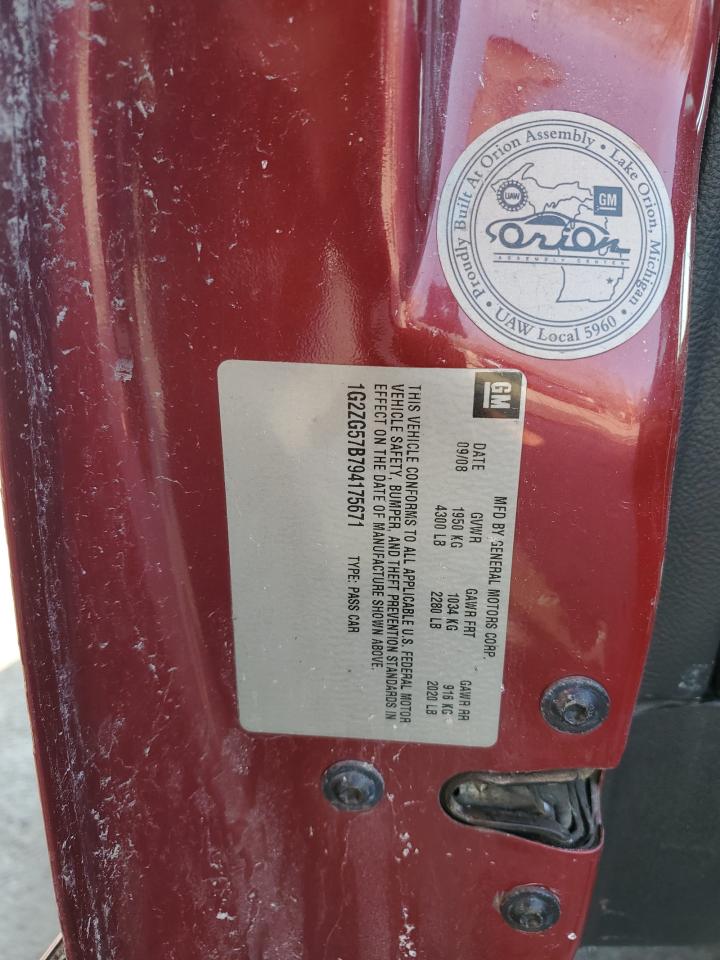 Proudly Built At Orion Assembly • Lake Orion, Michigan •
UAW
GM
Orion
ASSEMBLY CENTER
UAW Local 5960
GM
MFD BY GENERAL MOTORS CORP.
DATE GVWR GAWR FRT GAWR RR
09/08 1950 KG 1034 KG 916 KG
4300 LB 2280 LB 2020 LB
THIS VEHICLE CONFORMS TO ALL APPLICABLE U.S. FEDERAL MOTOR
VEHICLE SAFETY, BUMPER, AND THEFT PREVENTION STANDARDS IN
EFFECT ON THE DATE OF MANUFACTURE SHOWN ABOVE.
1G2ZG57B794175671 TYPE: PASS CAR